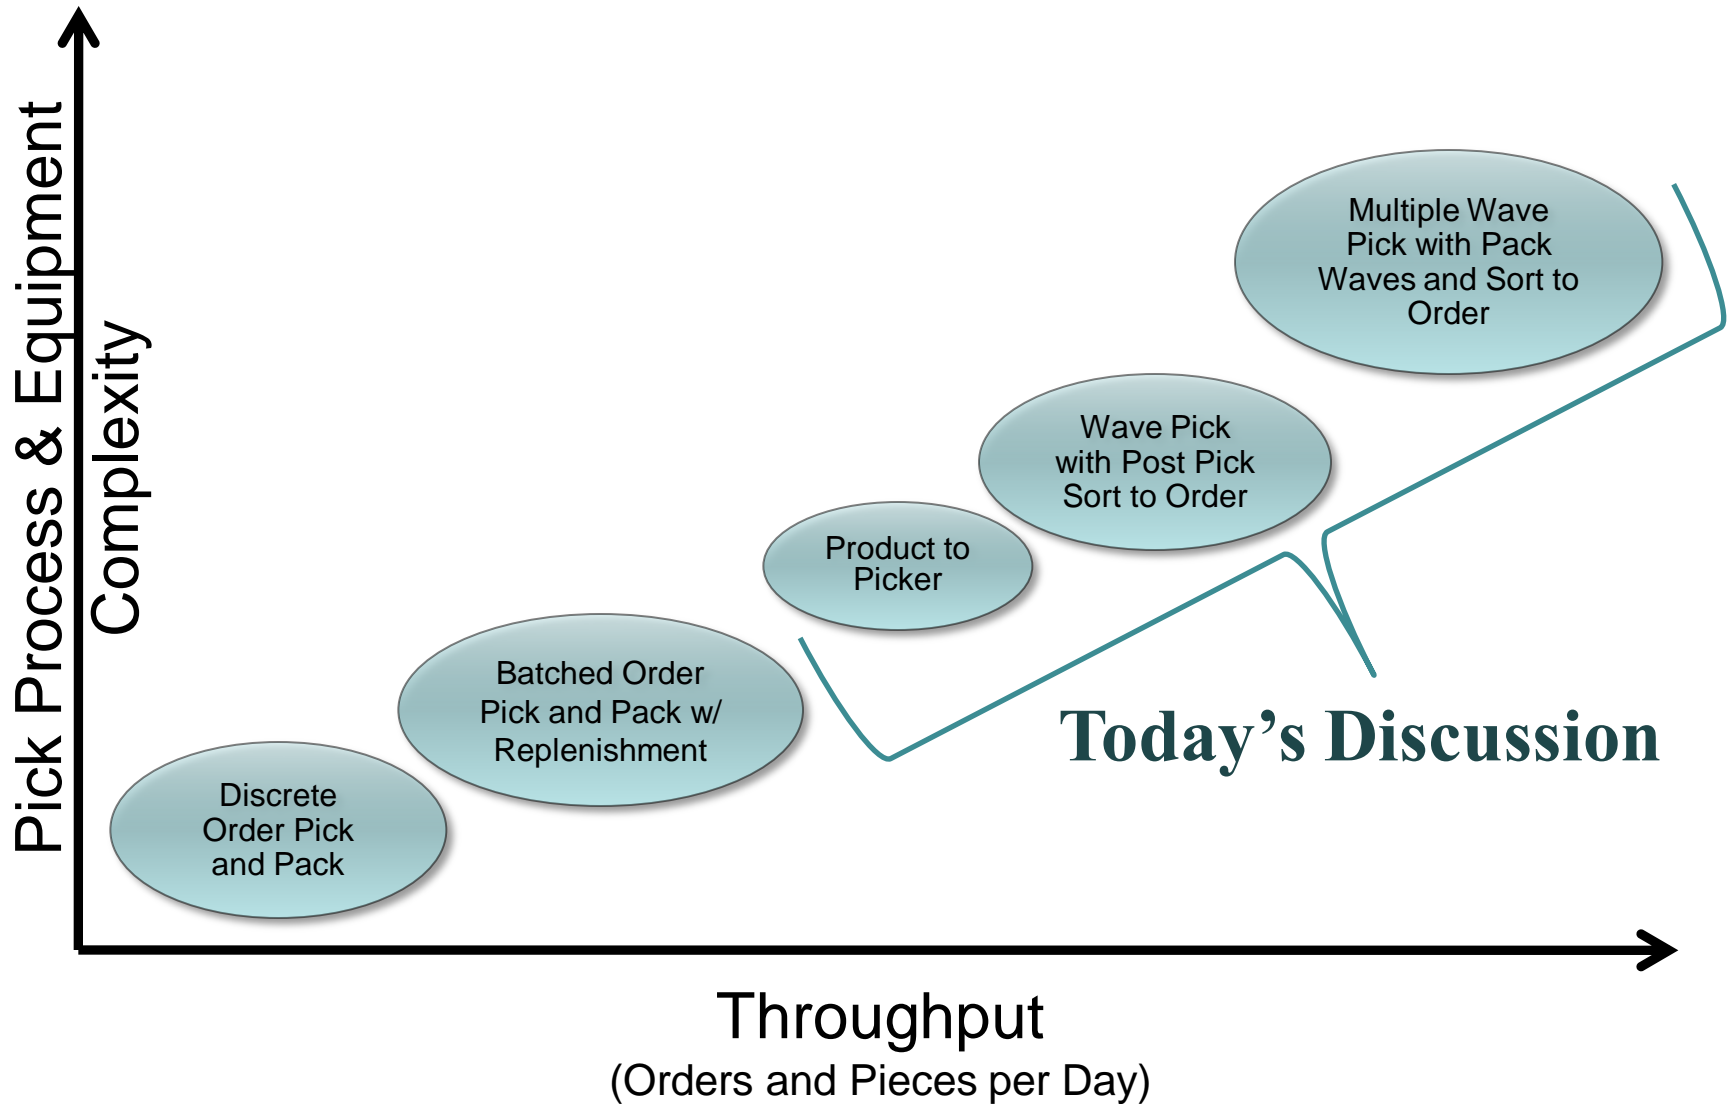 Pick Process & Equipment
Complexity
Multiple Wave
Pick with Pack
Waves and Sort to
Order
Wave Pick
with Post Pick
Sort to Order
Product to
Picker
Batched Order
Pick and Pack w/
Replenishment
Discrete
Order Pick
and Pack
Today’s Discussion
Throughput
(Orders and Pieces per Day)